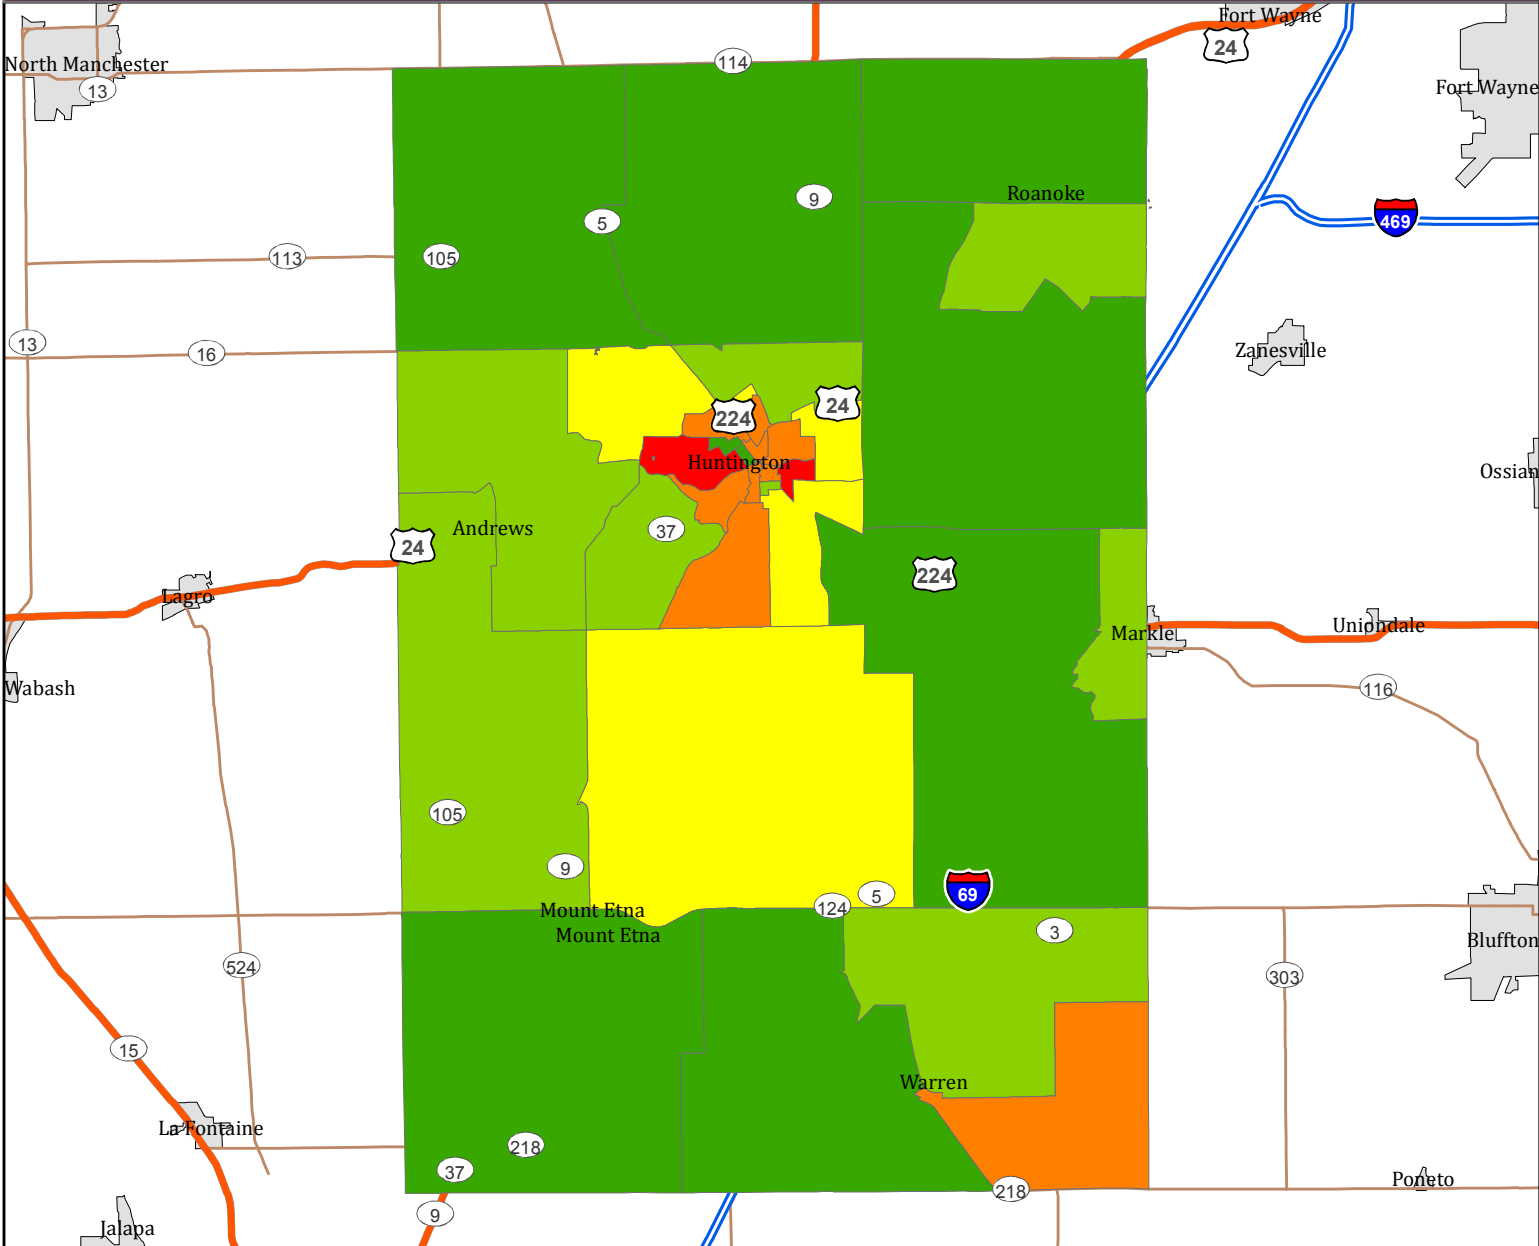 Fort Wayne
24
North Manchester
114
13
Fort Wayne
Roanoke
9
5
469
105
113
13
16
Zanesville
24
224
Huntington
Ossian
Andrews
37
24
224
Lagro
Markle
Uniondale
Wabash
116
105
9
69
5
124
Mount Etna
Mount Etna
3
Bluffton
524
303
15
Warren
La Fontaine
218
37
Poneto
218
9
Jalapa